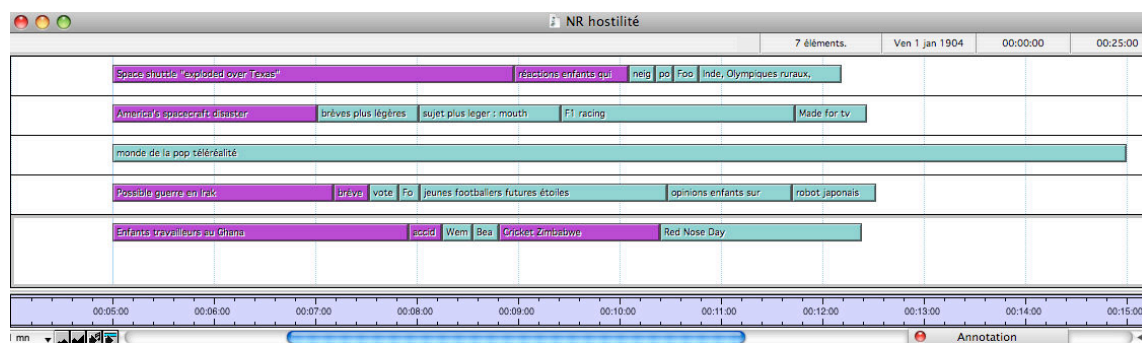 NR hostilité
7 éléments. Ven 1 jan 1904 00:00:00 00:25:00
Space shuttle "exploded over Texas" réactions enfants qui neig po Foo Inde, Olympiques ruraux,
America's spacecraft disaster brèves plus légères sujet plus leger : mouth F1 racing Made for tv
monde de la pop téléréalité
Possible guerre en Irak brève vote Fo jeunes footballers futures étoiles opinions enfants sur robot japonais
Enfants travailleurs au Ghana accid Wem Bea Cricket Zimbabwe Red Nose Day
00:05:00 00:06:00 00:07:00 00:08:00 00:09:00 00:10:00 00:11:00 00:12:00 00:13:00 00:14:00 00:15:00
mn Annotation